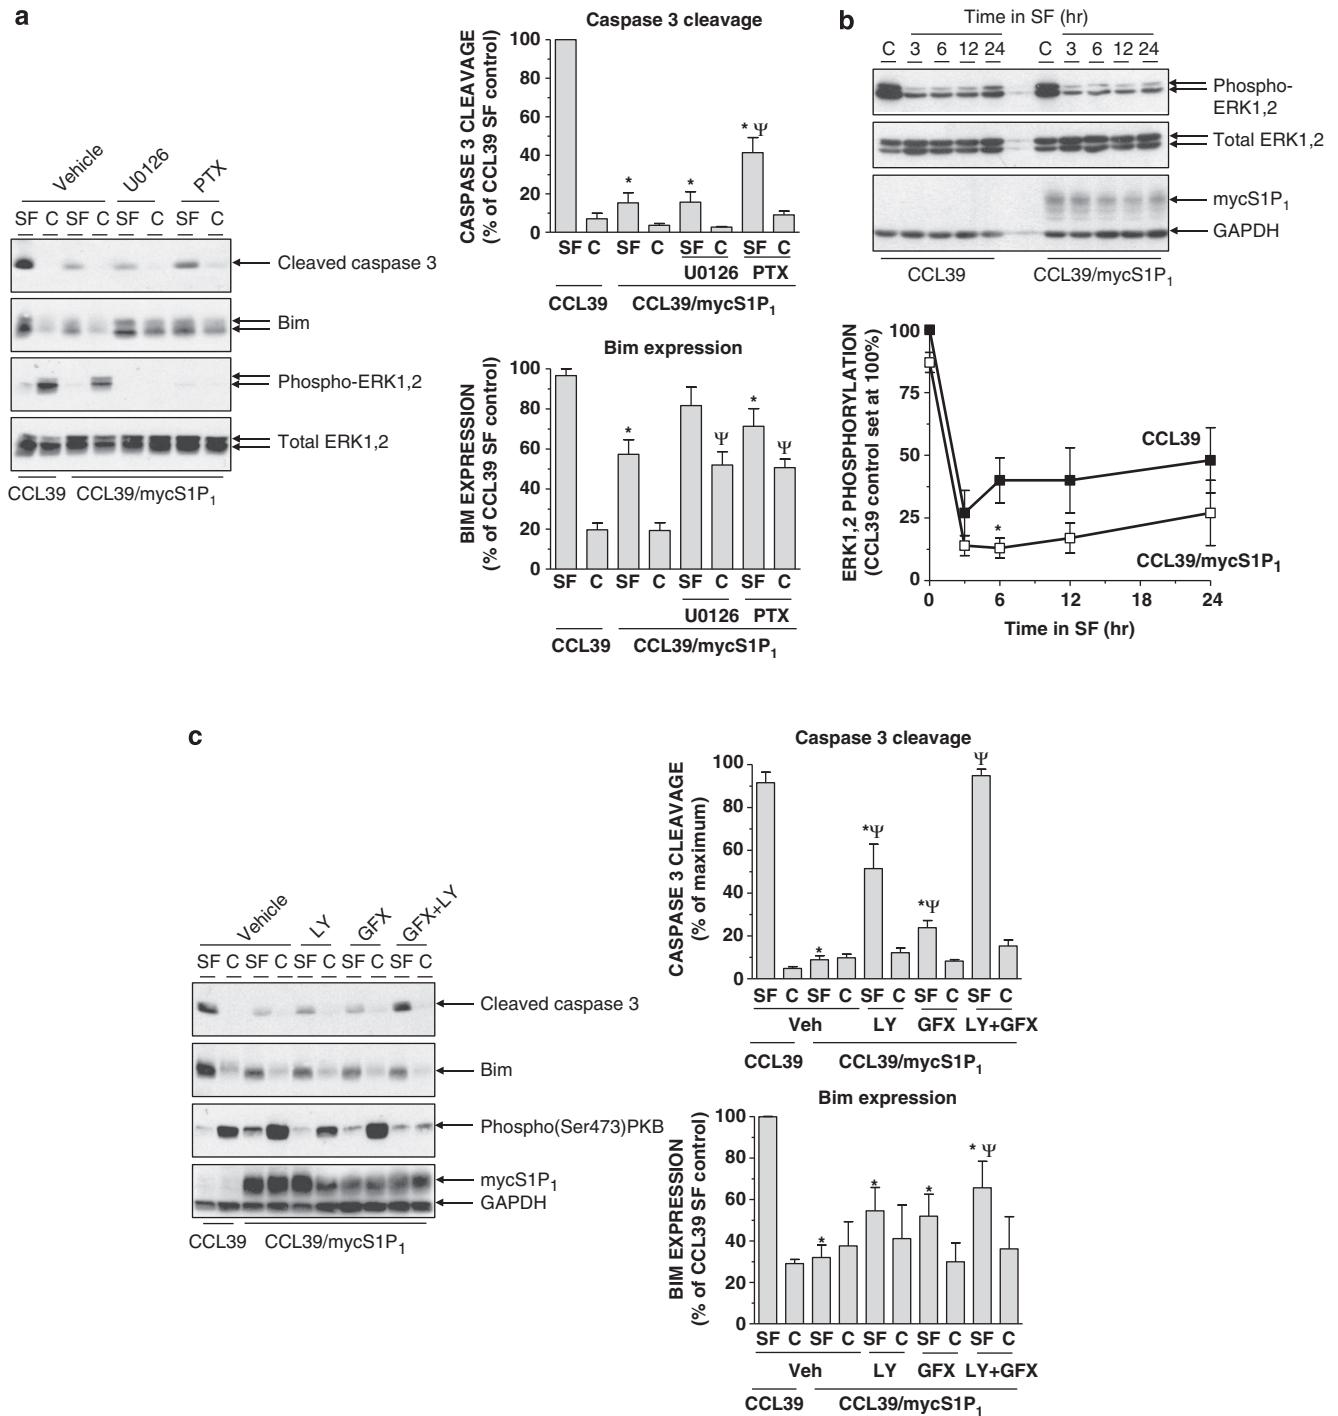 a
Vehicle
U0126
PTX
SF C SF C SF C SF C
Cleaved caspase 3
Bim
Phospho-ERK1,2
Total ERK1,2
CCL39 CCL39/mycS1P1
Caspase 3 cleavage
CASPASE 3 CLEAVAGE
(% of CCL39 SF control)
100
80
60
40
20
0
* * * Ψ
SF C SF C SF C SF C
U0126 PTX
CCL39 CCL39/mycS1P1
Bim expression
BIM EXPRESSION
(% of CCL39 SF control)
100
80
60
40
20
0
* Ψ * Ψ
SF C SF C SF C SF C
U0126 PTX
CCL39 CCL39/mycS1P1
b
Time in SF (hr)
C 3 6 12 24 C 3 6 12 24
Phospho-
ERK1,2
Total ERK1,2
mycS1P1
GAPDH
CCL39 CCL39/mycS1P1
ERK1,2 PHOSPHORYLATION
(CCL39 control set at 100%)
100
75
50
25
0
CCL39
*
CCL39/mycS1P1
0 6 12 18 24
Time in SF (hr)
c
Vehicle
LY
GFX
GFX+LY
SF C SF C SF C SF C SF C
Cleaved caspase 3
Bim
Phospho(Ser473)PKB
mycS1P1
GAPDH
CCL39 CCL39/mycS1P1
Caspase 3 cleavage
CASPASE 3 CLEAVAGE
(% of maximum)
100
80
60
40
20
0
* *Ψ *Ψ Ψ
SF C SF C SF C SF C SF C
Veh LY GFX LY+GFX
CCL39 CCL39/mycS1P1
Bim expression
BIM EXPRESSION
(% of CCL39 SF control)
100
80
60
40
20
0
* * * * Ψ
SF C SF C SF C SF C SF C
Veh LY GFX LY+GFX
CCL39 CCL39/mycS1P1